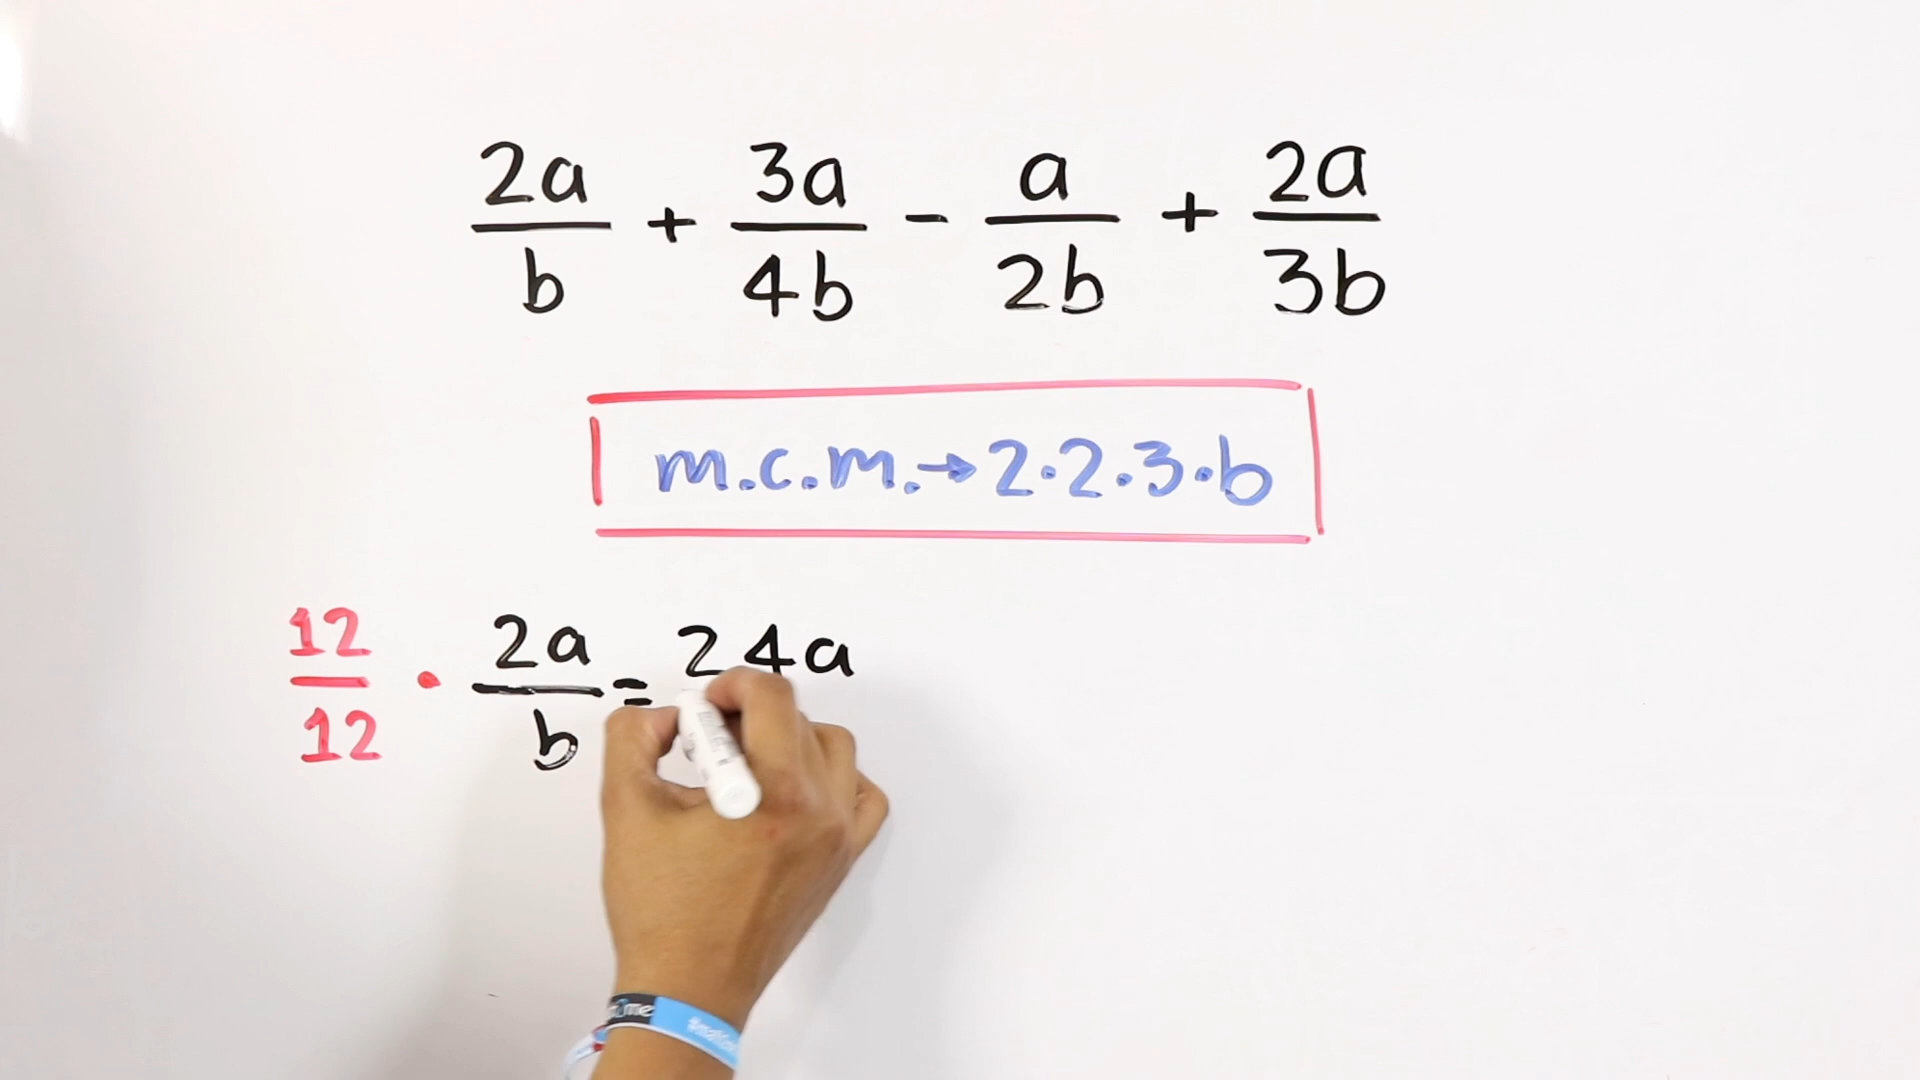 2a/b + 3a/4b - a/2b + 2a/3b
m.c.m.→2·2·3·b
12/12 · 2a/b = 24a